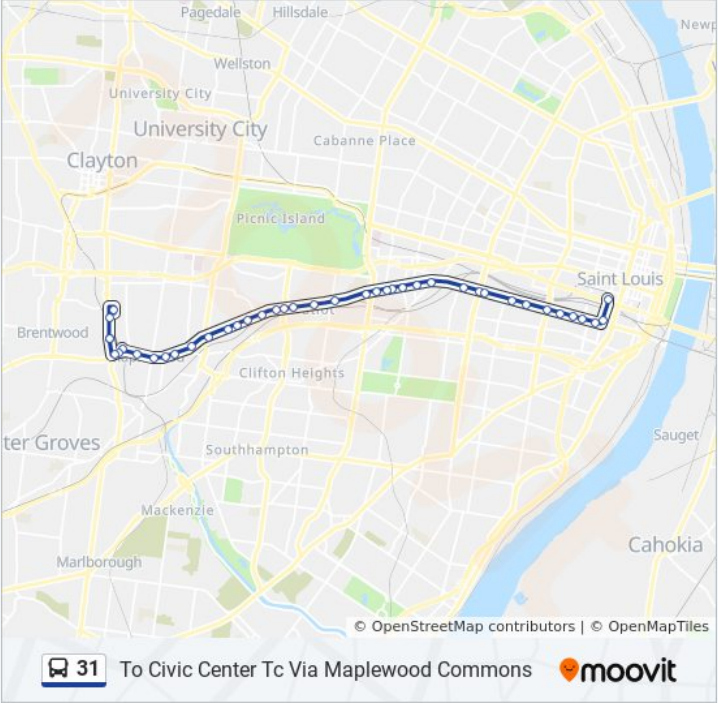 Pagedale
Hillsdale
Wellston
University City
University City
Cabanne Place
Clayton
Picnic Island
Saint Louis
Brentwood
Clifton Heights
ter Groves
Southhampton
Sauget
Mackenzie
Cahokia
Marlborough
© OpenStreetMap contributors | © OpenMapTiles
31 To Civic Center Tc Via Maplewood Commons
moovit